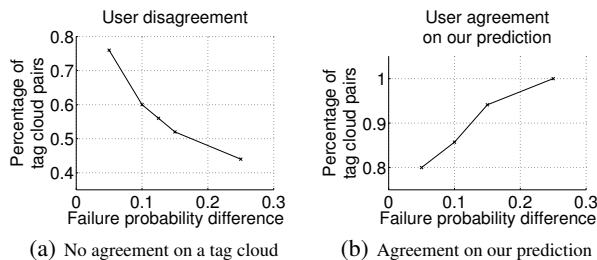 User disagreement
Percentage of
tag cloud pairs
0.8
0.7
0.6
0.5
0.4
0
0.1
0.2
0.3
Failure probability difference
(a) No agreement on a tag cloud
User agreement
on our prediction
Percentage of
tag cloud pairs
1
0.9
0.8
0
0.1
0.2
0.3
Failure probability difference
(b) Agreement on our prediction